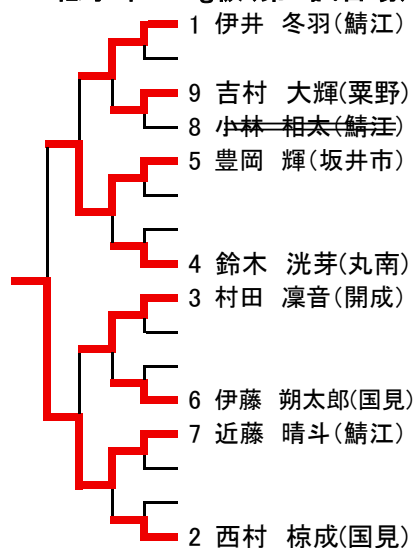 1 伊井 冬羽(鯖江)
9 吉村 大輝(粟野)
8 小林 相太(鯖江)
5 豊岡 輝(坂井市)
4 鈴木 洸芽(丸南)
3 村田 凜音(開成)
6 伊藤 朔太郎(国見)
7 近藤 晴斗(鯖江)
2 西村 椋成(国見)